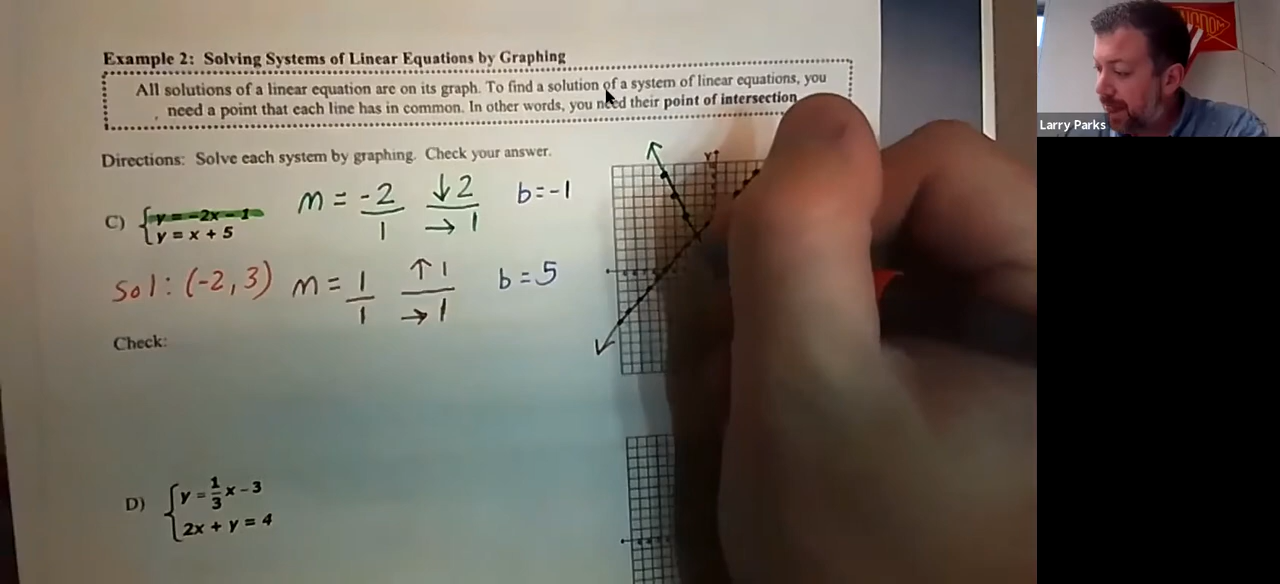 Example 2: Solving Systems of Linear Equations by Graphing
All solutions of a linear equation are on its graph. To find a solution of a system of linear equations, you
need a point that each line has in common. In other words, you need their point of intersection
Directions: Solve each system by graphing. Check your answer.
C) y = -2x - 1
y = x + 5
m = -2/1 ↓2/→1 b=-1
Sol: (-2, 3) m = 1/1 ↑1/→1 b=5
Check:
D) y = 1/3 x - 3
2x + y = 4
Y
Larry Parks